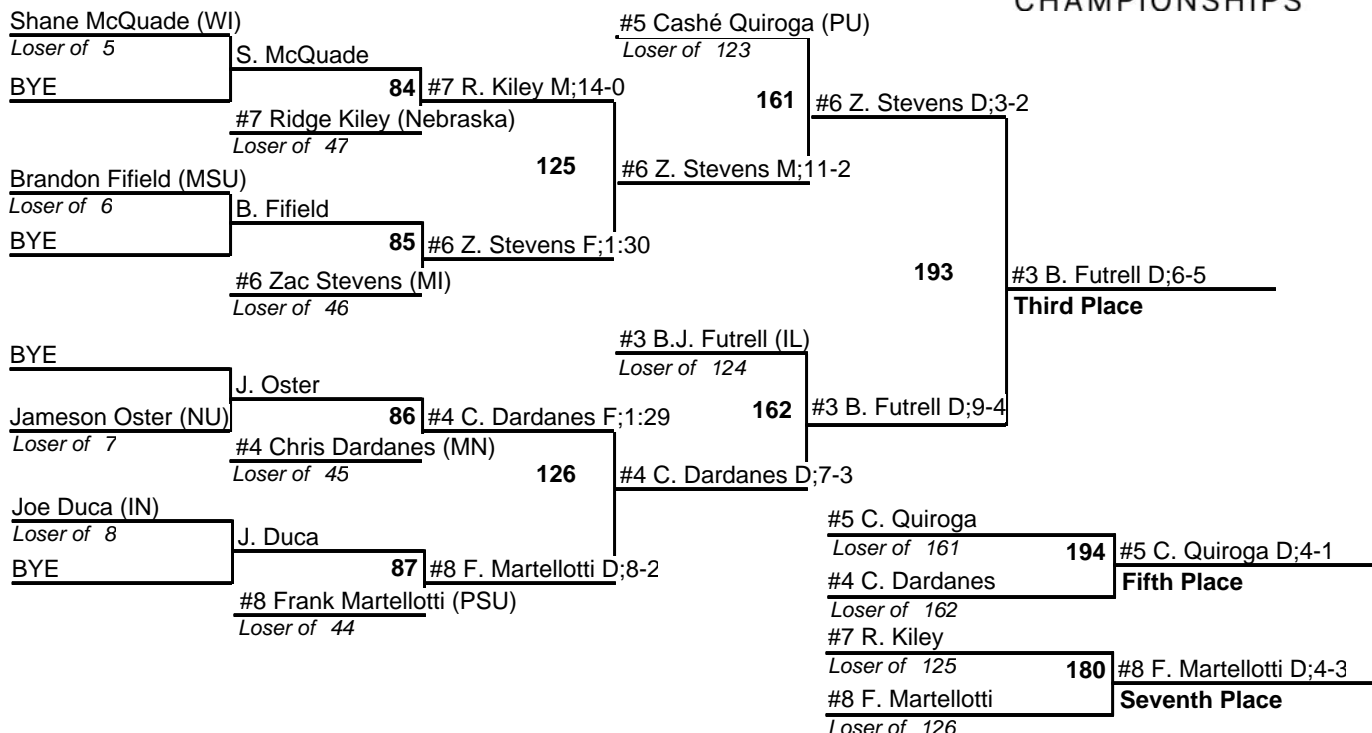 CHAMPIONSHIPS
Shane McQuade (WI)
Loser of 5
S. McQuade
BYE
84
#7 R. Kiley M;14-0
#7 Ridge Kiley (Nebraska)
Loser of 47
125
Brandon Fifield (MSU)
Loser of 6
B. Fifield
BYE
85
#6 Z. Stevens F;1:30
#6 Zac Stevens (MI)
Loser of 46
#5 Cashé Quiroga (PU)
Loser of 123
161
#6 Z. Stevens D;3-2
#6 Z. Stevens M;11-2
193
#3 B. Futrell D;6-5
Third Place
BYE
J. Oster
Jameson Oster (NU)
Loser of 7
86
#4 C. Dardanes F;1:29
#4 Chris Dardanes (MN)
Loser of 45
126
Joe Duca (IN)
Loser of 8
J. Duca
BYE
87
#8 F. Martellotti D;8-2
#8 Frank Martellotti (PSU)
Loser of 44
#3 B.J. Futrell (IL)
Loser of 124
162
#3 B. Futrell D;9-4
#4 C. Dardanes D;7-3
#5 C. Quiroga
Loser of 161
194
#5 C. Quiroga D;4-1
#4 C. Dardanes
Fifth Place
Loser of 162
#7 R. Kiley
Loser of 125
180
#8 F. Martellotti D;4-3
#8 F. Martellotti
Seventh Place
Loser of 126